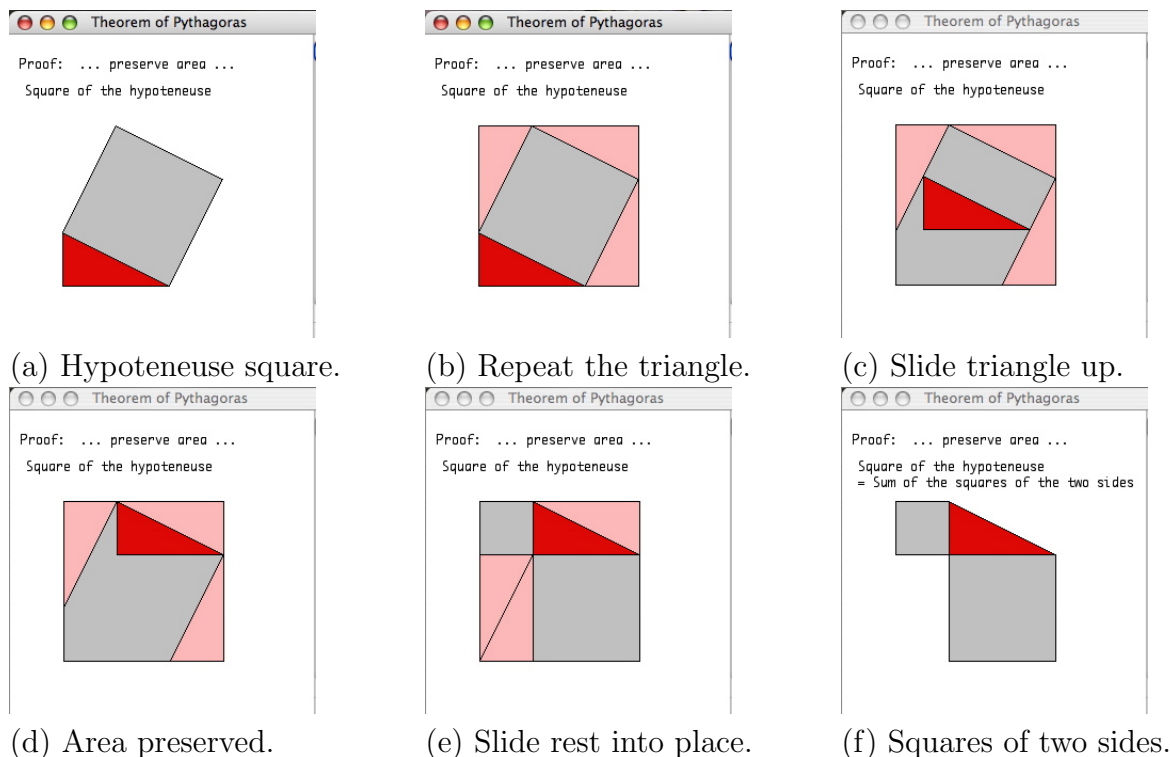 Theorem of Pythagoras
Proof: ... preserve area ...
Square of the hypoteneuse
(a) Hypoteneuse square.
Theorem of Pythagoras
Proof: ... preserve area ...
Square of the hypoteneuse
(b) Repeat the triangle.
Theorem of Pythagoras
Proof: ... preserve area ...
Square of the hypoteneuse
(c) Slide triangle up.
Theorem of Pythagoras
Proof: ... preserve area ...
Square of the hypoteneuse
(d) Area preserved.
Theorem of Pythagoras
Proof: ... preserve area ...
Square of the hypoteneuse
(e) Slide rest into place.
Theorem of Pythagoras
Proof: ... preserve area ...
Square of the hypoteneuse
= Sum of the squares of the two sides
(f) Squares of two sides.